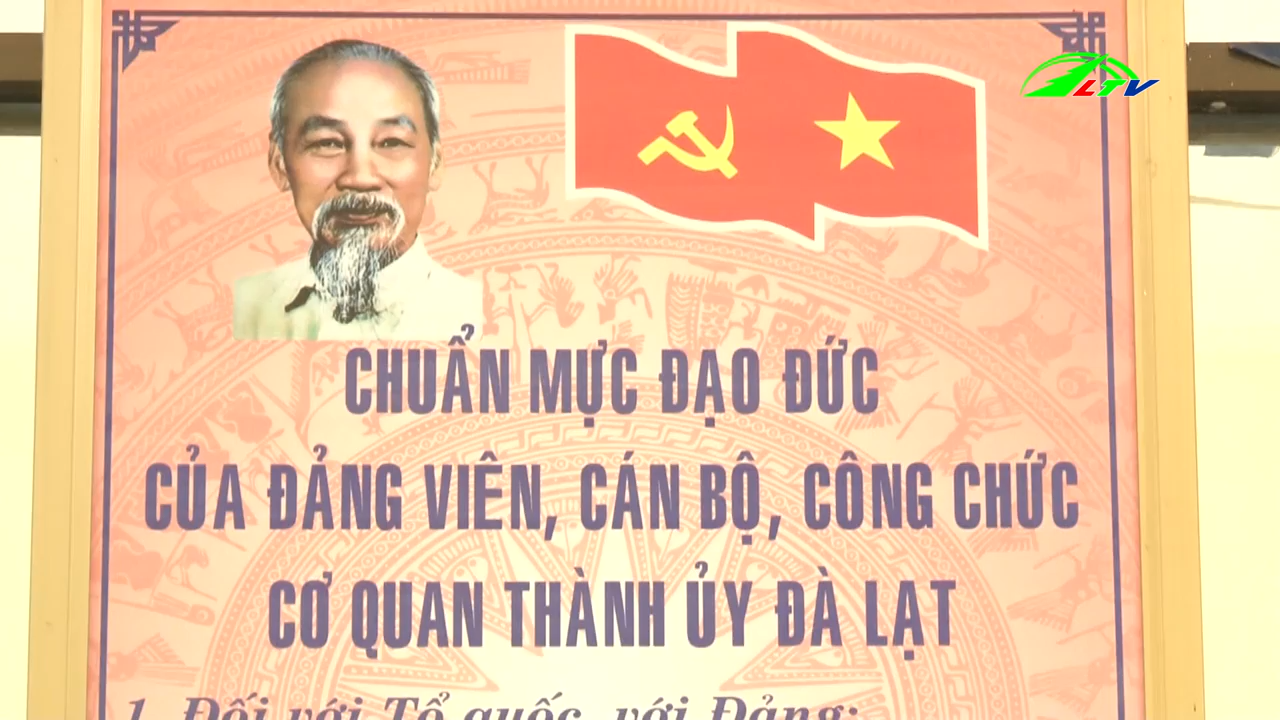 LTV
CHUẨN MỰC ĐẠO ĐỨC
CỦA ĐẢNG VIÊN, CÁN BỘ, CÔNG CHỨC
CƠ QUAN THÀNH ỦY ĐÀ LẠT
1. Đối với Tổ quốc, với Đảng: